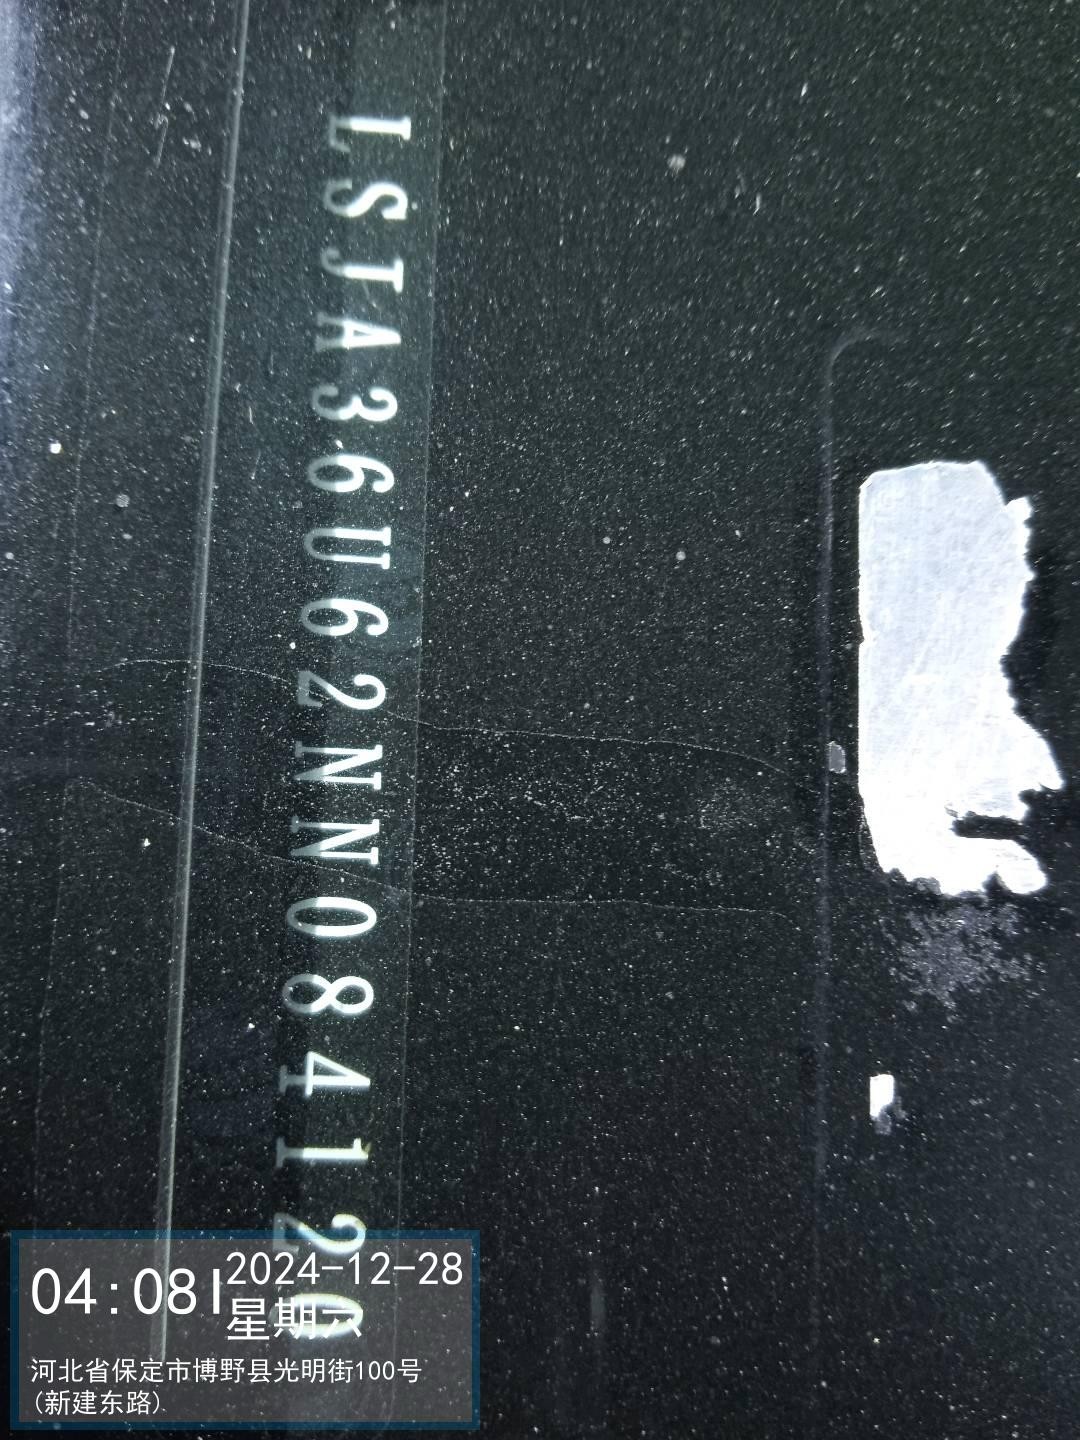 LSJA36U62NN084120
04:08
2024-12-28
星期六
河北省保定市博野县光明街100号
(新建东路)